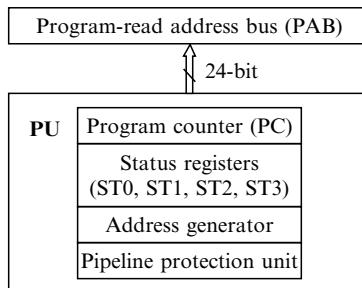 Program-read address bus (PAB)
24-bit
PU
Program counter (PC)
Status registers
(ST0, ST1, ST2, ST3)
Address generator
Pipeline protection unit